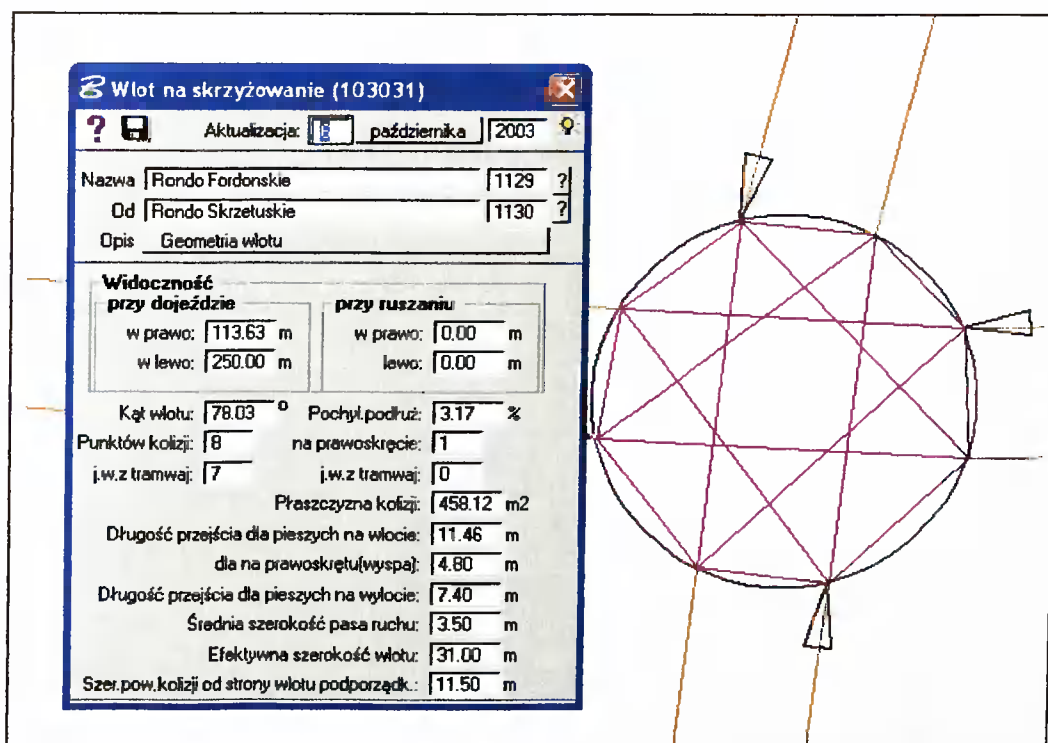 Wlot na skrzyżowanie (103031)
? Aktualizacja: 6 października 2003
Nazwa Rondo Fordonskie 1129 ?
Od Rondo Skrzetuskie 1130 ?
Opis Geometria wlotu
Widoczność
przy dojeździe przy ruszaniu
w prawo: 113.63 m w prawo: 0.00 m
w lewo: 250.00 m lewo: 0.00 m
Kąt wlotu: 78.03 ° Pochył.podłuż: 3.17 %
Punktów kolizji: 8 na prawoskręcie: 1
j.w.z tramwaj: 7 j.w.z tramwaj: 0
Płaszczyzna kolizji: 458.12 m2
Długość przejścia dla pieszych na wlocie: 11.46 m
dla na prawoskrętu(wyspa): 4.80 m
Długość przejścia dla pieszych na wylocie: 7.40 m
Średnia szerokość pasa ruchu: 3.50 m
Efektywna szerokość wlotu: 31.00 m
Szer.pow.kolizji od strony wlotu podporządk.: 11.50 m